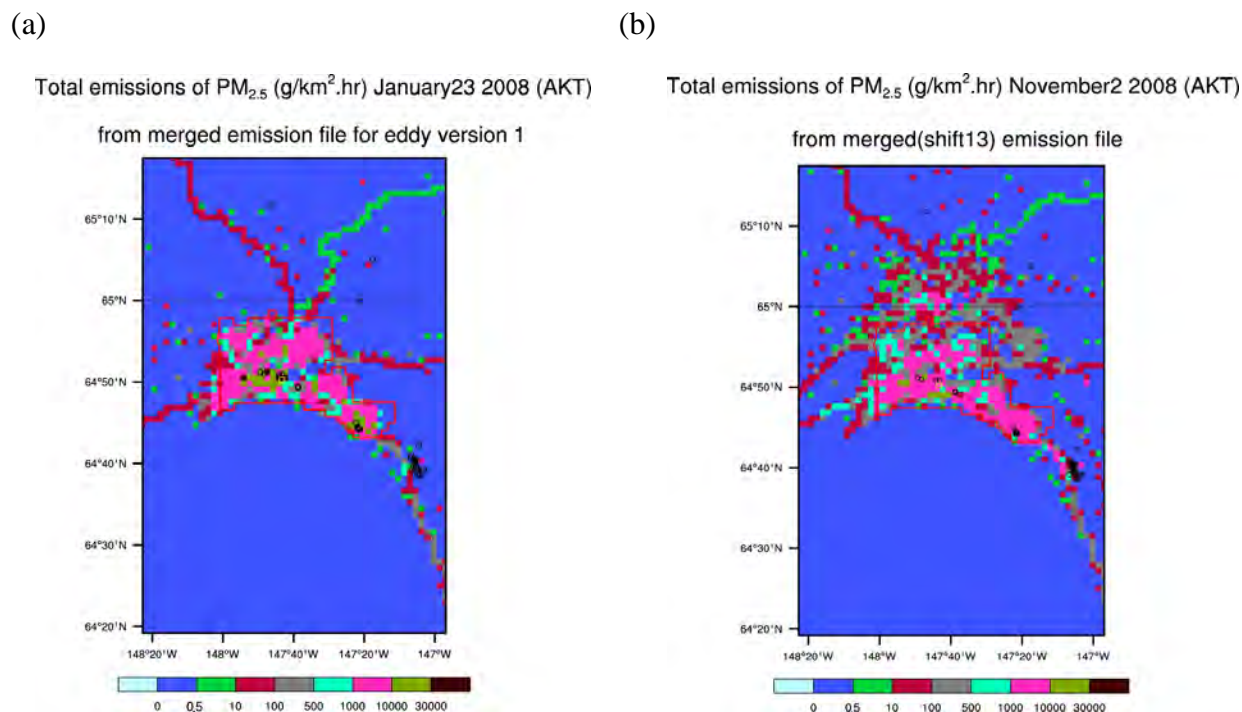 (a)
Total emissions of PM2.5 (g/km2.hr) January23 2008 (AKT)
from merged emission file for eddy version 1
65°10'N
65°N
64°50'N
64°40'N
64°30'N
64°20'N
148°20'W 148°W 147°40'W 147°20'W 147°W
0 0.5 10 100 500 1000 10000 30000
(b)
Total emissions of PM2.5 (g/km2.hr) November2 2008 (AKT)
from merged(shift13) emission file
65°10'N
65°N
64°50'N
64°40'N
64°30'N
64°20'N
148°20'W 148°W 147°40'W 147°20'W 147°W
0 0.5 10 100 500 1000 10000 30000